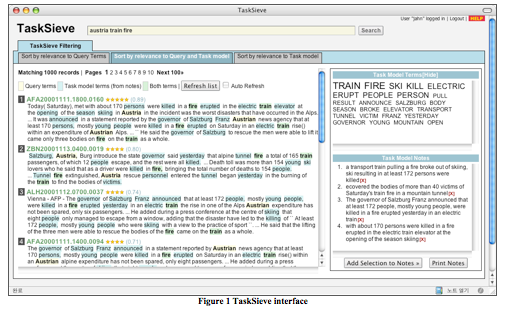 TaskSieve
User "john" logged in | Logout | HELP
TaskSieve
austria train fire
Search
TaskSieve Filtering
Sort by relevance to Query Terms
Sort by relevance to Query and Task model
Sort by relevance to Task model
Matching 1000 records | Pages 1 2 3 4 5 6 7 8 9 10 Next 100»
Query terms | Task model terms (from notes) | Both terms | Refresh list | Auto Refresh
1 AFA20001111.1800.0160 (0.89)
Today( Saturday), met with about 170 persons were killed in a fire erupted in the electric train elevator at
the opening of the season skiing in Austria in the incident was the worst disasters that have occurred in the Alps.
... It was announced the governor of Salzburg, Franz austrian news agency that at
least 170 persons, mostly young people, were killed in a fire erupted in an electric train skiing rise() within
within an expenditure of Austrian Alps. ... He said the governor of Salzburg to rescue the men were able to lift it
came only three bodies on fire on the train as a whole.
2 ZBN20001113.0400.0019 (0.80)
Salzburg, Austria, Burg introduce the state governor said yesterday that alpine tunnel fire a total of 165 train
passengers, of which 12 people escape, and the rest were all killed. ... Death toll was more than 154 young ski
lovers who he said that as a driver were killed in fire, bringing the total number of deaths to 154 people.
... Tunnel fire extinguished, Austria rescue personnel entered the tunnel began yesterday in the burning of
the train to find the bodies of victims.
3 ALH20001112.0700.0037 (0.74)
Vienna - AFP - The governor of Salzburg Franz announced that at least 172 people, mostly young people,
were killed in a fire erupted yesterday in an electric train the rise in one of the Alps Austrian expenditure has
not been spared, only six passengers. ... He added during a press conference at the centre of skiing that
eight people only managed to escape from a window, adding that the disaster have led to the killing of ' At least
172 people, mostly young people who were skiing with a view to the practice of sport '. ... He said that the lifting
of the three men were able to rescue the bodies of the fire ones on the train as a whole.
4 AFA20001111.1400.0094 (0.71)
The governor of Salzburg Franz announced in a statement reported by Austrian news agency that at least
170 people, mostly young people were killed in a fire erupted in an electric train the season rise() within
an Austrian alpine expenditure has not been spared, only eight passengers. ... He added during a press
Task Model Terms[Hide]
TRAIN FIRE SKI KILL ELECTRIC
ERUPT PEOPLE PERSON FULL
RESULT ANNOUNCE SALZBURG BODY
SEASON BROKE ELEVATOR TRANSPORT
TUNNEL VICTIM FRANZ YESTERDAY
GOVERNOR YOUNG MOUNTAIN OPEN
Task Model Notes
1. a transport train pulling a fire broke out of skiing,
ski resulting in at least 172 persons were
killed[x]
2. ecovered the bodies of more than 40 victims of
Saturday's train fire in a mountain tunnel[x]
3. The governor of Salzburg Franz announced that
at least 172 people, mostly young people, were
killed in a fire erupted yesterday in an electric
train[x]
4. with about 170 persons were killed in a fire
erupted in the electric train elevator at the
opening of the season skiing[x]
Add Selection to Notes »
Print Notes
완료
노트 열기
Figure 1 TaskSieve interface